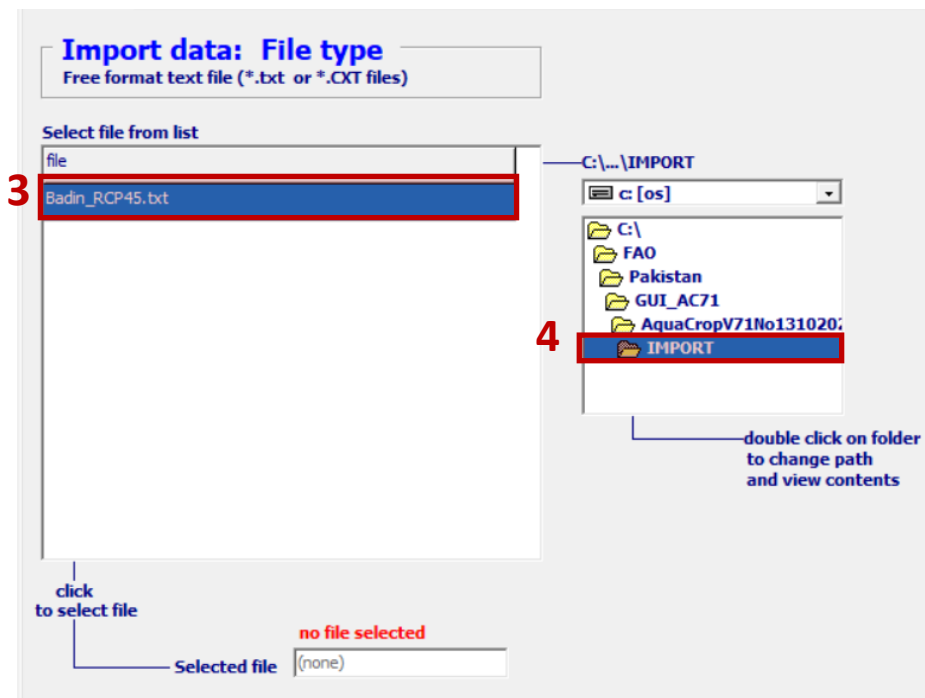 Import data: File type
Free format text file (*.txt or *.CXT files)
Select file from list
file
C:\...\IMPORT
3
Badin_RCP45.txt
c: [os]
C:\
FAO
Pakistan
GUI_AC71
AquaCropV71No1310202
4
IMPORT
double click on folder
to change path
and view contents
click
to select file
no file selected
Selected file
(none)